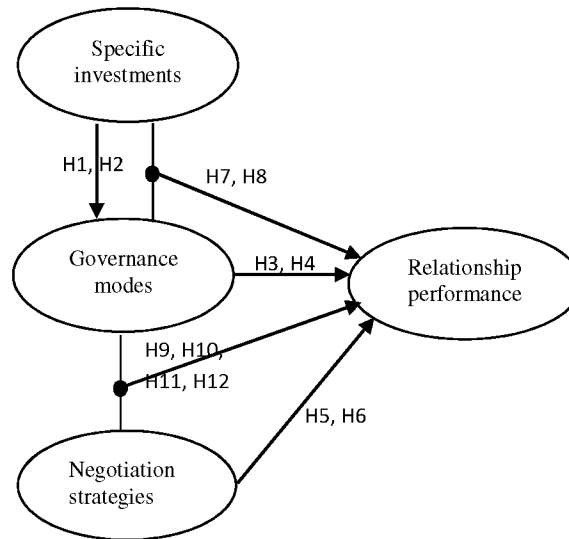 Specific
investments
H1, H2
H7, H8
Governance
modes
H3, H4
Relationship
performance
H9, H10,
H11, H12
H5, H6
Negotiation
strategies